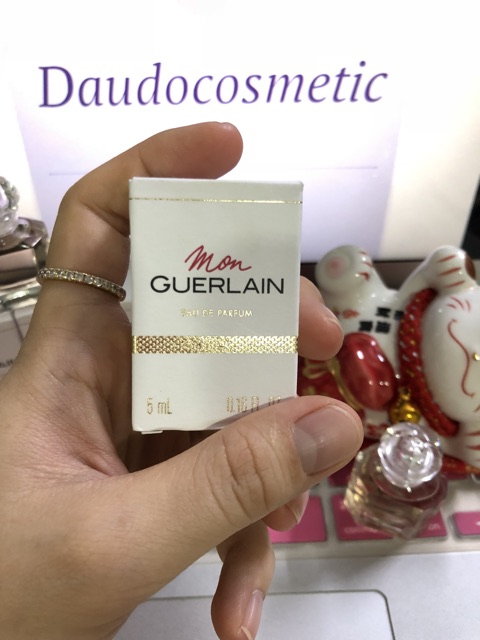 Daudocosmetic
Mon
GUERLAIN
EAU DE PARFUM
5 mL